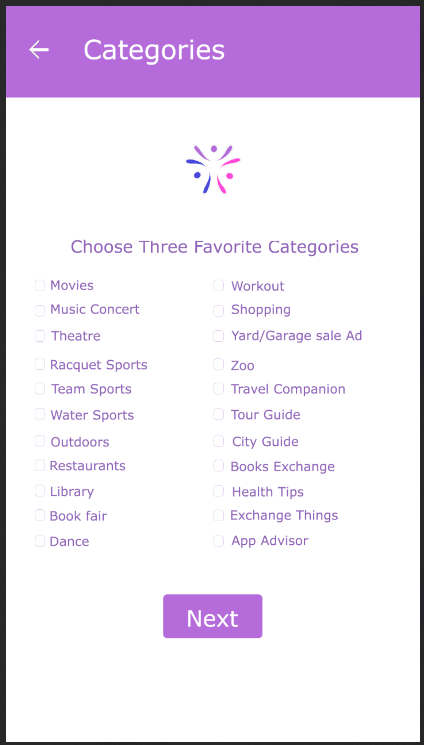 Categories
Choose Three Favorite Categories
Movies
Music Concert
Theatre
Racquet Sports
Team Sports
Water Sports
Outdoors
Restaurants
Library
Book fair
Dance
Workout
Shopping
Yard/Garage sale Ad
Zoo
Travel Companion
Tour Guide
City Guide
Books Exchange
Health Tips
Exchange Things
App Advisor
Next